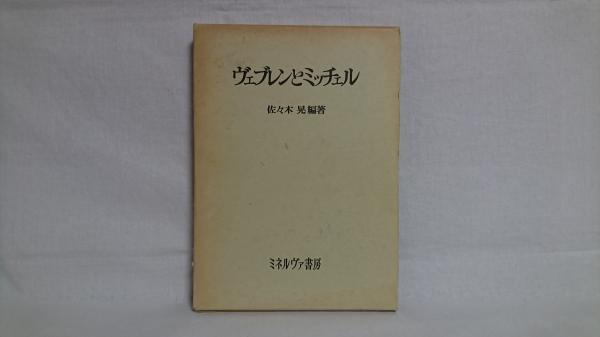 ヴェブレンとミッチェル
佐々木 晃 編著
ミネルヴァ書房